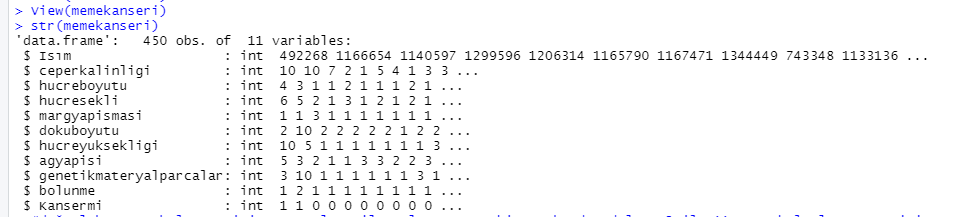 > View(memekanseri)
> str(memekanseri)
'data.frame': 450 obs. of 11 variables:
$ Isim : int 492268 1166654 1140597 1299596 1206314 1165790 1167471 1344449 743348 1133136 ...
$ ceperkalinligi : int 10 10 7 2 1 5 4 1 3 3 ...
$ hucreboyutu : int 4 3 1 1 2 1 1 1 2 1 ...
$ hucresekli : int 6 5 2 1 3 1 2 1 2 1 ...
$ margyapismasi : int 1 1 3 1 1 1 1 1 1 1 ...
$ dokuboyutu : int 2 10 2 2 2 2 2 1 2 2 ...
$ hucreyuksekligi : int 10 5 1 1 1 1 1 1 1 3 ...
$ agyapisi : int 5 3 2 1 1 3 3 2 2 3 ...
$ genetikmateryalparcalar: int 3 10 1 1 1 1 1 1 3 1 ...
$ bolunme : int 1 2 1 1 1 1 1 1 1 1 ...
$ Kansermi : int 1 1 0 0 0 0 0 0 0 0 ...